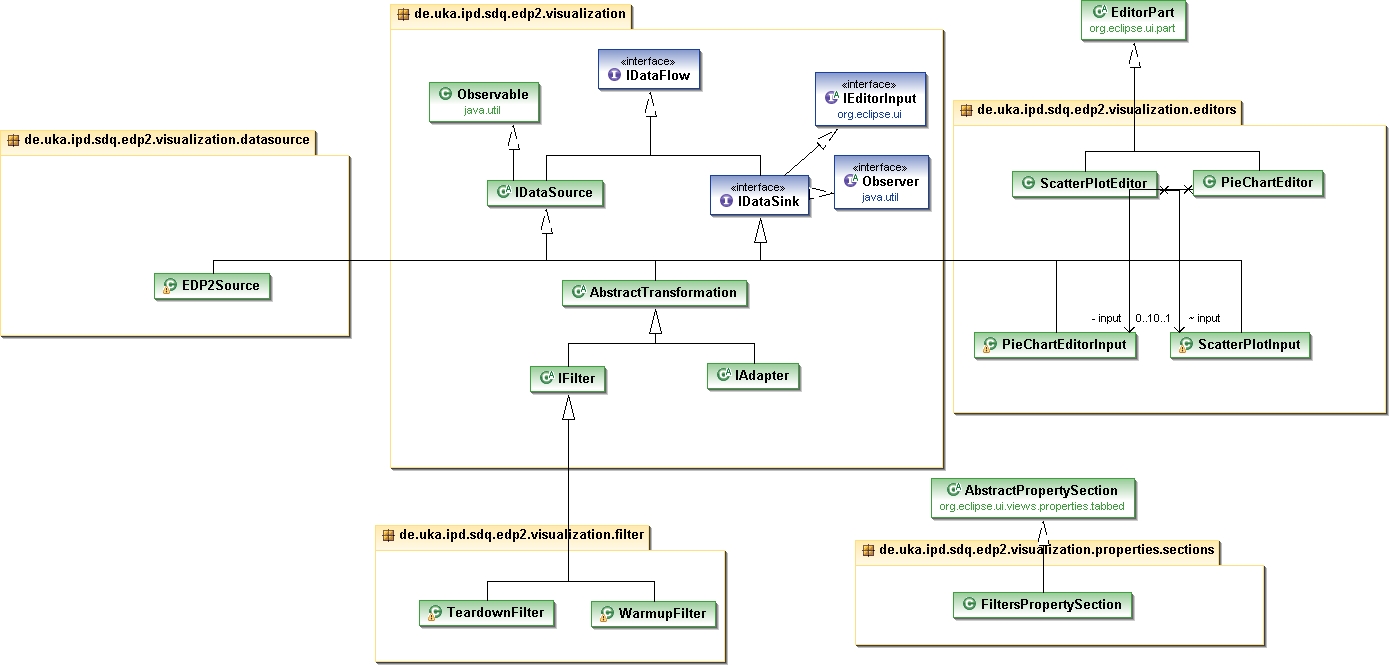 de.uka.ipd.sdq.edp2.visualization
«interface»
IDataFlow
Observable
java.util
«interface»
IEditorInput
org.eclipse.ui
«interface»
Observer
java.util
IDataSource
«interface»
IDataSink
AbstractTransformation
IFilter
IAdapter
de.uka.ipd.sdq.edp2.visualization.datasource
EDP2Source
EditorPart
org.eclipse.ui.part
de.uka.ipd.sdq.edp2.visualization.editors
ScatterPlotEditor
PieChartEditor
- input
0..1
0..1
~ input
PieChartEditorInput
ScatterPlotInput
de.uka.ipd.sdq.edp2.visualization.filter
TeardownFilter
WarmupFilter
AbstractPropertySection
org.eclipse.ui.views.properties.tabbed
de.uka.ipd.sdq.edp2.visualization.properties.sections
FiltersPropertySection